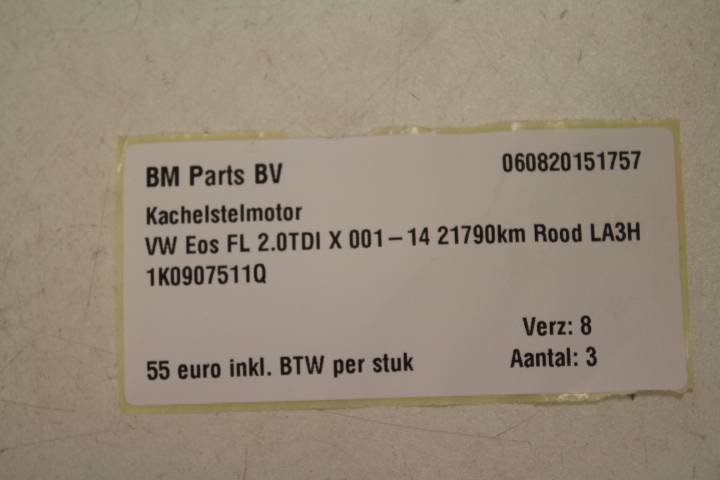 BM Parts BV 060820151757
Kachelstelmotor
VW Eos FL 2.0TDI X 001-14 21790km Rood LA3H
1K0907511Q
Verz: 8
55 euro inkl. BTW per stuk Aantal: 3